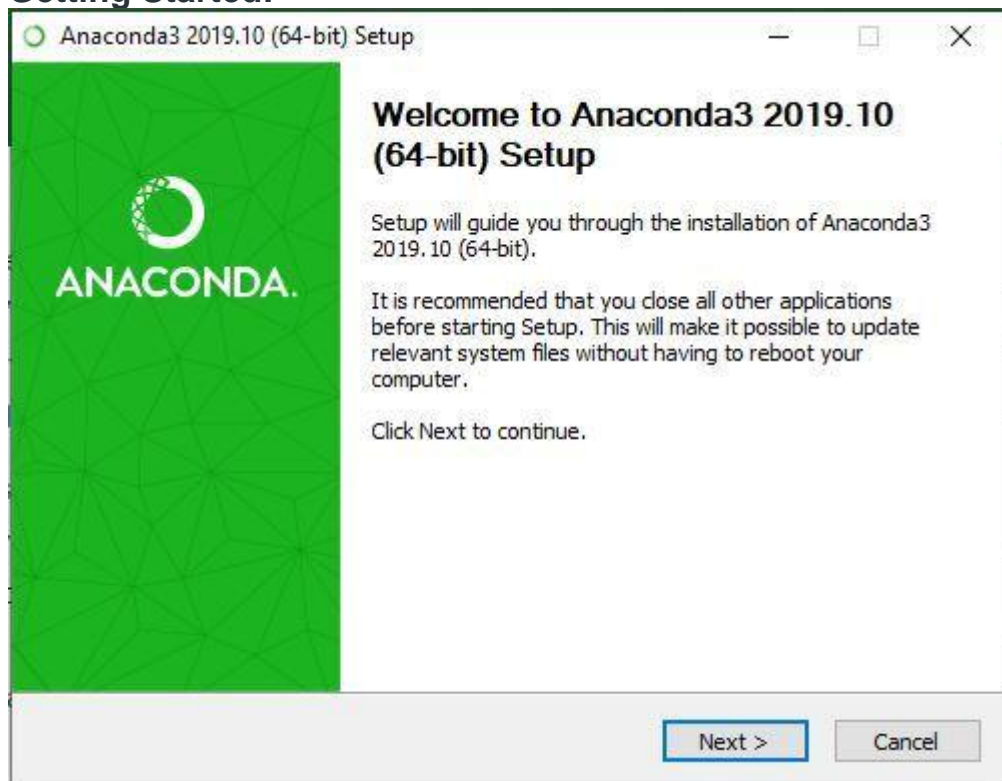 Getting Started:
Anaconda3 2019.10 (64-bit) Setup
Welcome to Anaconda3 2019.10
(64-bit) Setup
Setup will guide you through the installation of Anaconda3
2019.10 (64-bit).
It is recommended that you close all other applications
before starting Setup. This will make it possible to update
relevant system files without having to reboot your
computer.
Click Next to continue.
ANACONDA.
Next >
Cancel